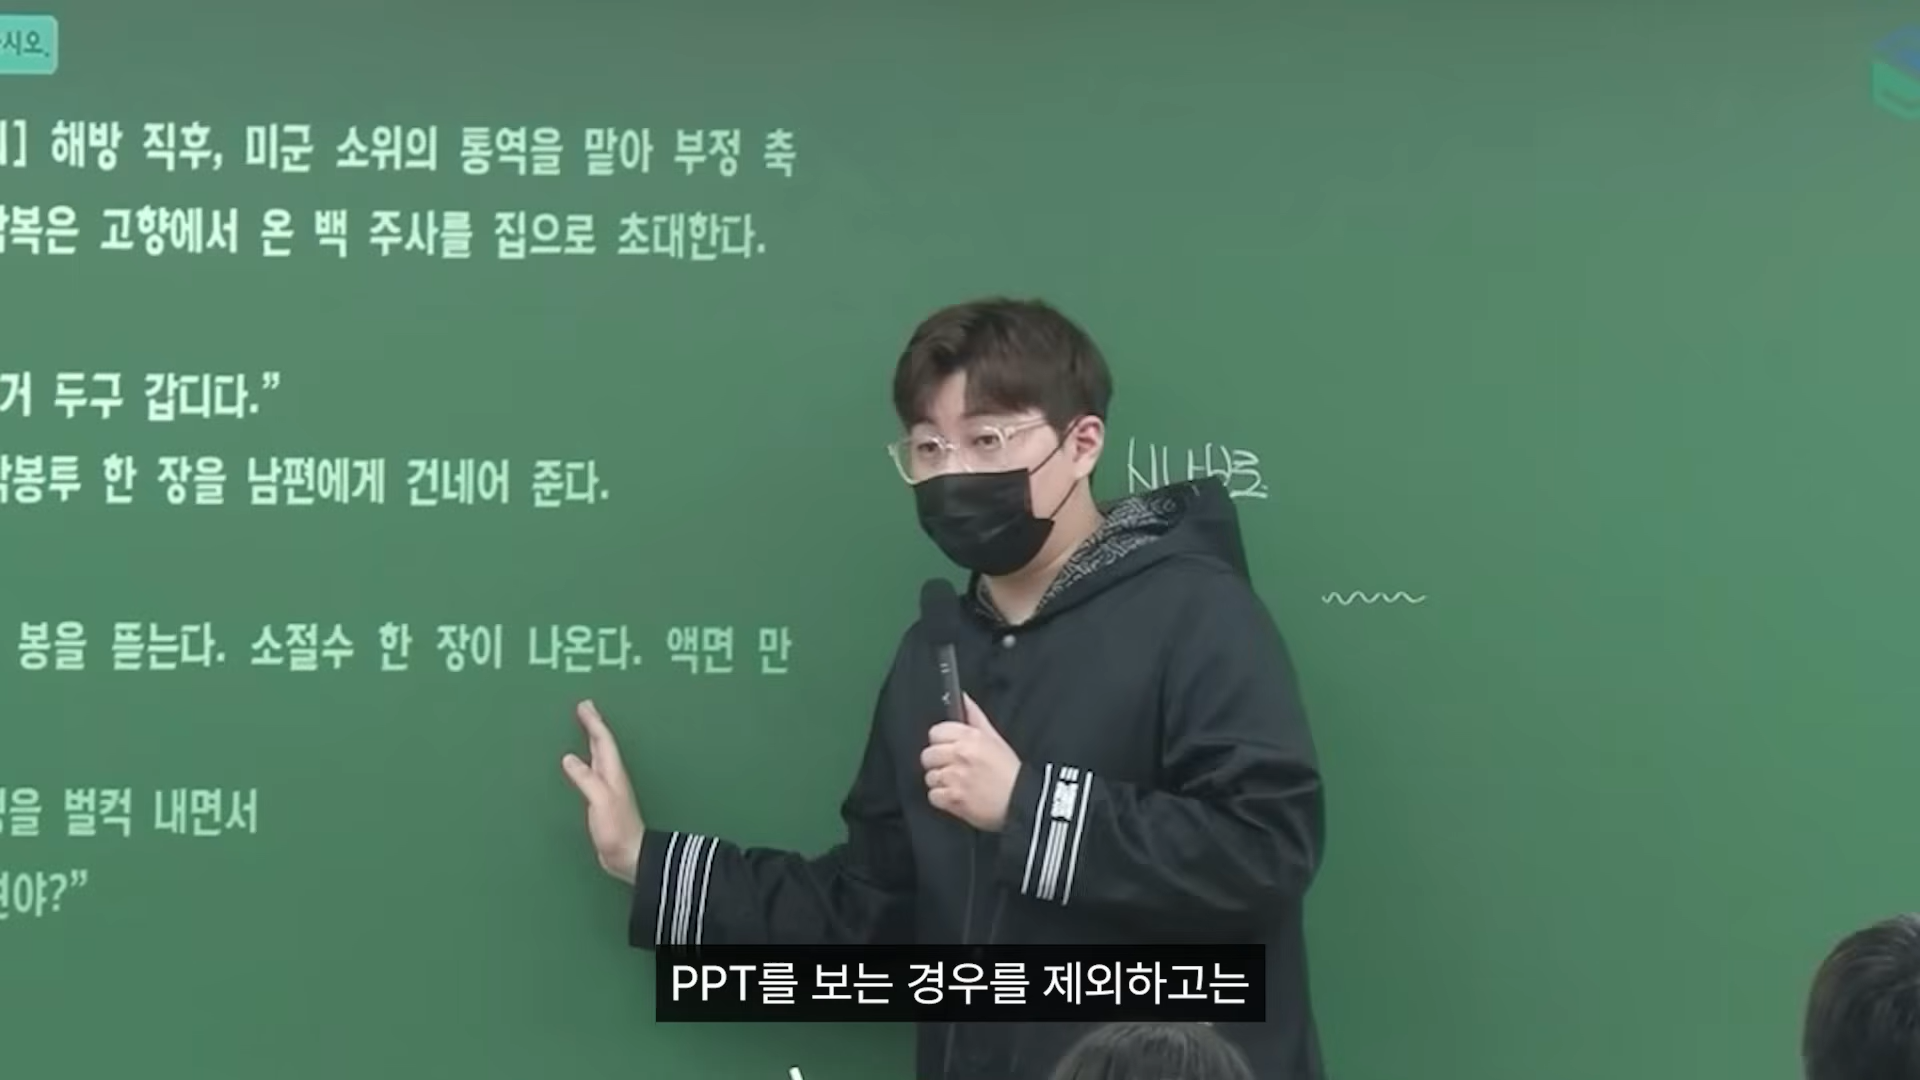 시오.
] 해방 직후, 미군 소위의 통역을 맡아 부정 축
복은 고향에서 온 백 주사를 집으로 초대한다.
거 두구 갑디다.”
봉투 한 장을 남편에게 건네어 준다.
봉을 뜯는다. 소절수 한 장이 나온다. 액면 만
을 벌컥 내면서
야?”
시나브로
PPT를 보는 경우를 제외하고는